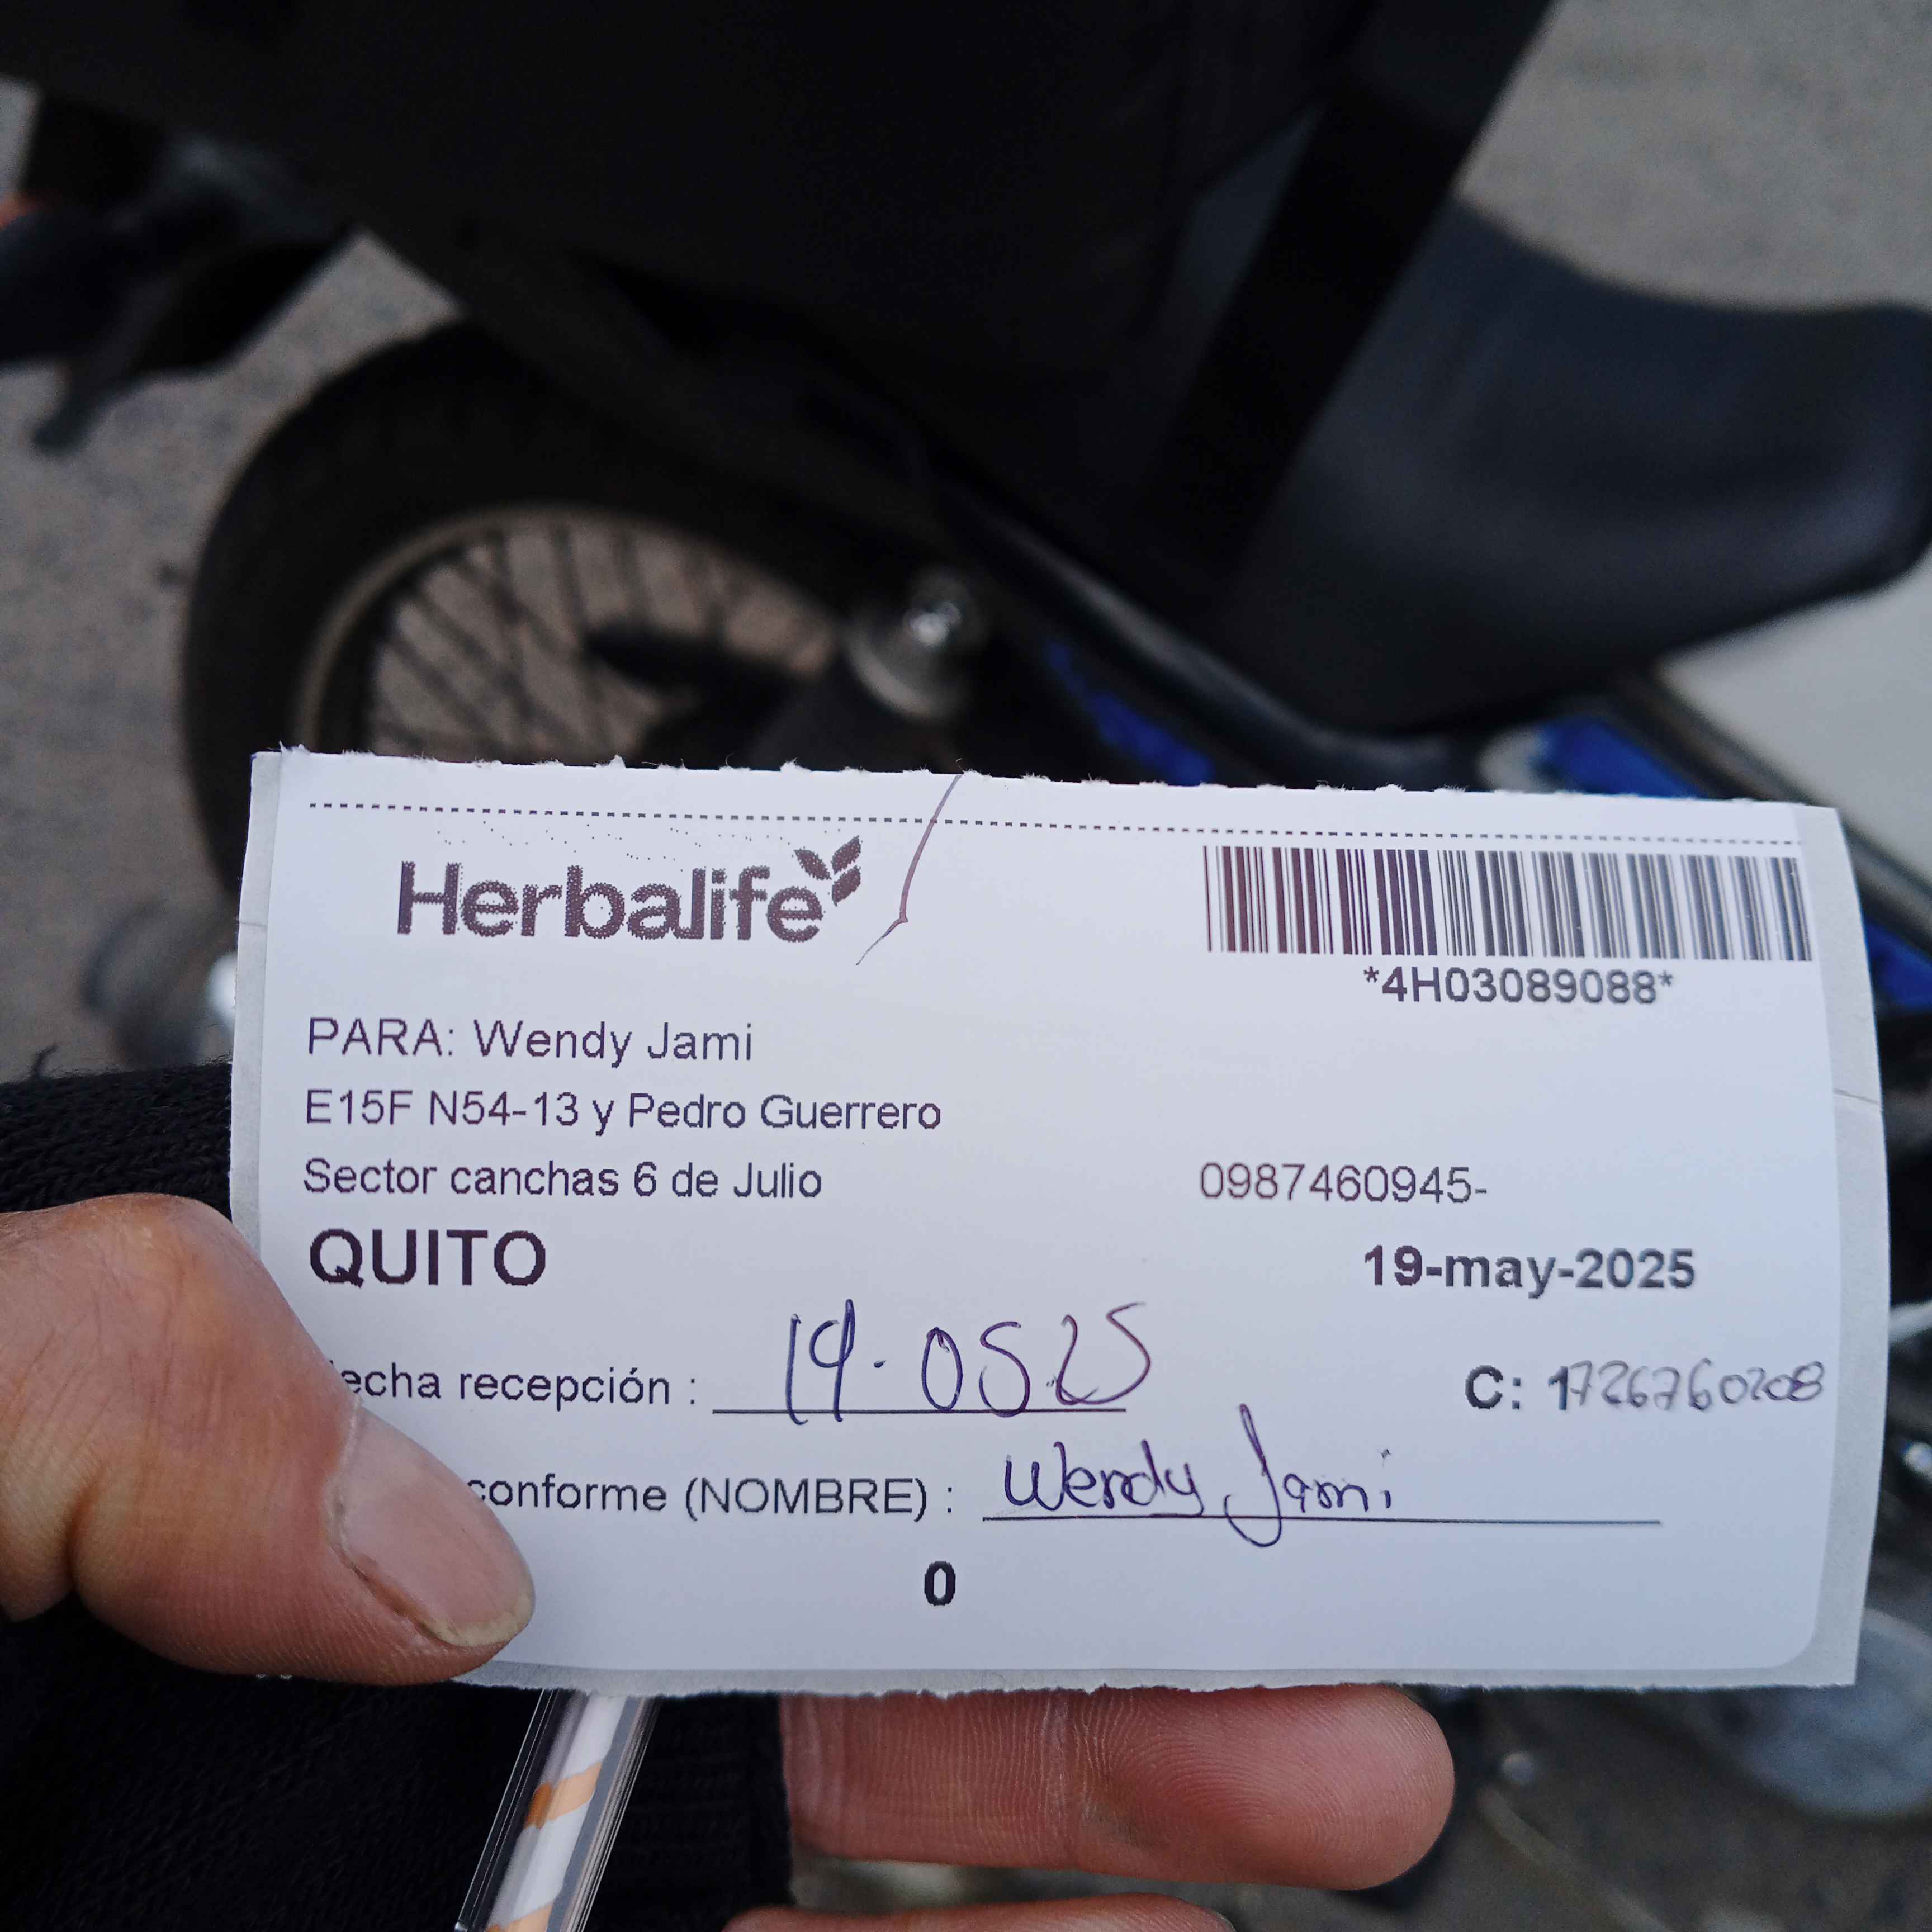 Herbalife
*4H03089088*
PARA: Wendy Jami
E15F N54-13 y Pedro Guerrero
Sector canchas 6 de Julio 0987460945-
QUITO 19-may-2025
echa recepción : 19-05 25 C: 1726760208
conforme (NOMBRE) : Wendy Jami
0